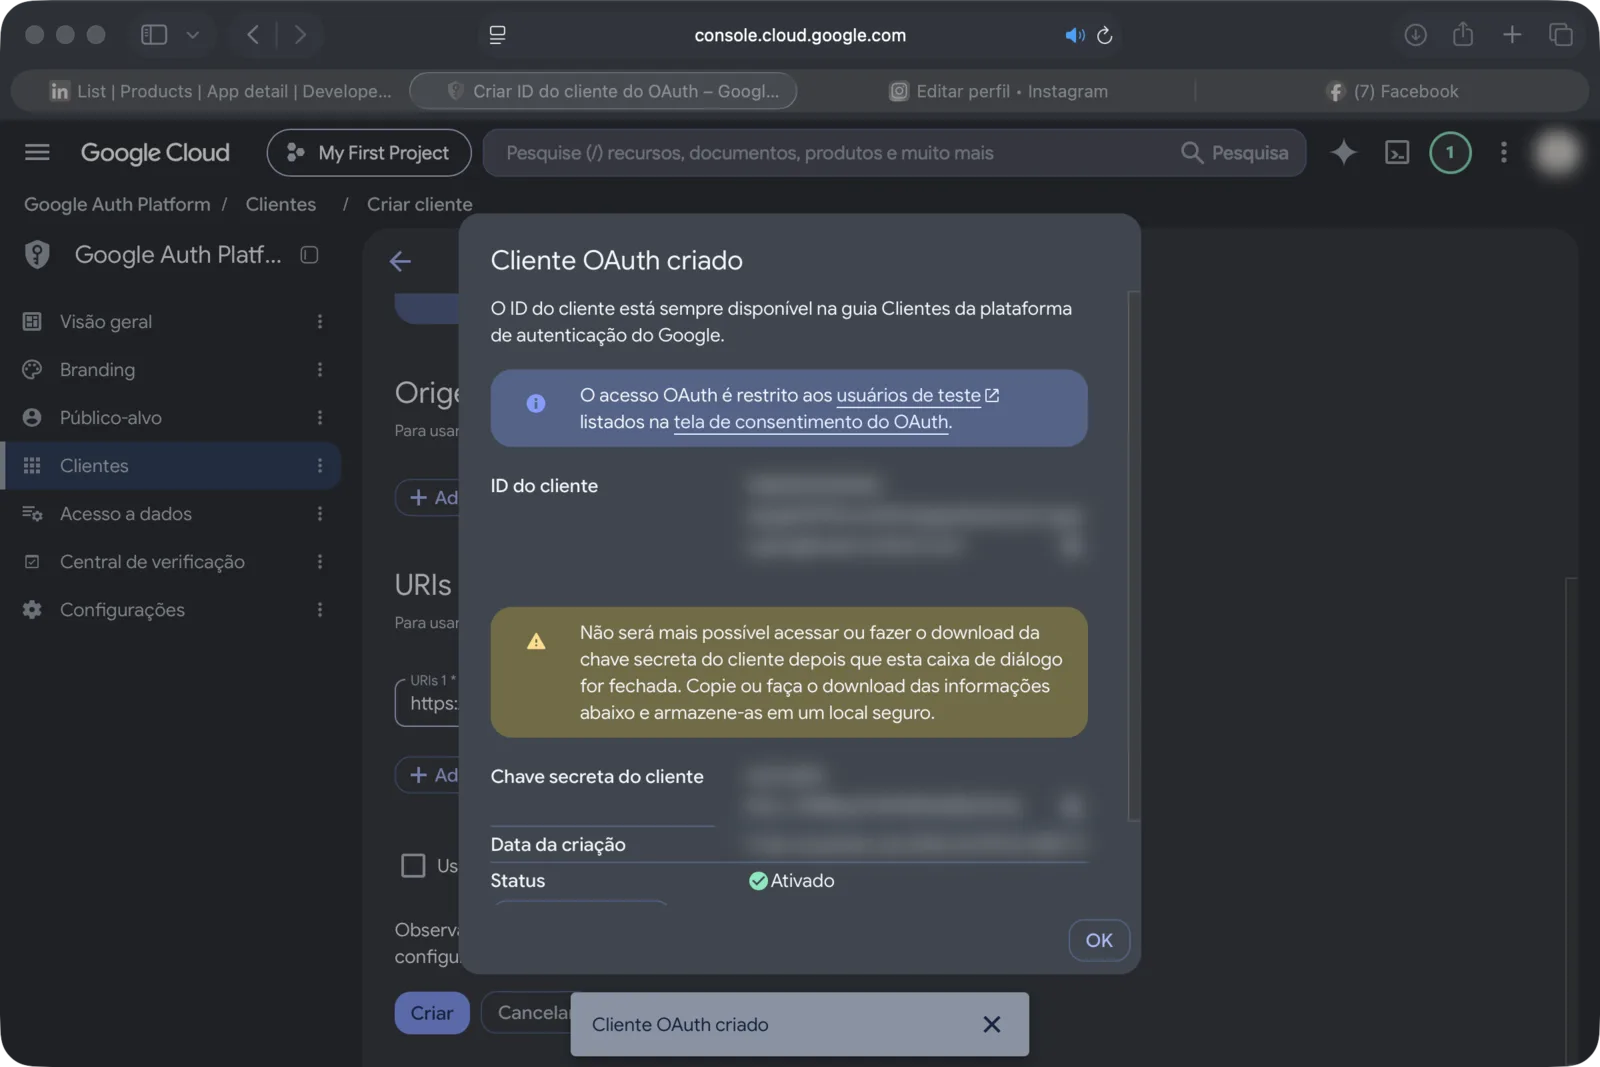 console.cloud.google.com
List | Products | App detail | Develope...
Criar ID do cliente do OAuth – Googl...
Editar perfil • Instagram
(7) Facebook
Google Cloud
My First Project
Pesquise (/) recursos, documentos, produtos e muito mais
Pesquisa
1
Google Auth Platform / Clientes / Criar cliente
Google Auth Platf...
Visão geral
Branding
Público-alvo
Clientes
Acesso a dados
Central de verificação
Configurações
Orige
Para usar
+ Ad
URIs
Para usar
URIs 1 *
https:
+ Ad
Us
Observa
configu
Criar
Cancelar
Cliente OAuth criado
O ID do cliente está sempre disponível na guia Clientes da plataforma
de autenticação do Google.
O acesso OAuth é restrito aos usuários de teste
listados na tela de consentimento do OAuth.
ID do cliente
Não será mais possível acessar ou fazer o download da
chave secreta do cliente depois que esta caixa de diálogo
for fechada. Copie ou faça o download das informações
abaixo e armazene-as em um local seguro.
Chave secreta do cliente
Data da criação
Status
Ativado
OK
Cliente OAuth criado